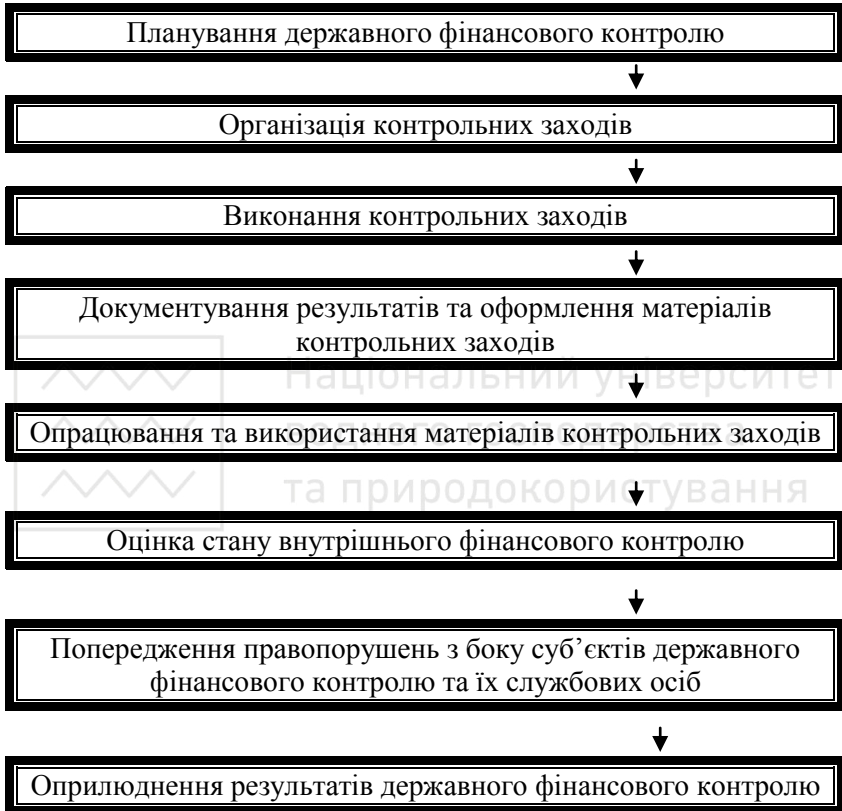 Планування державного фінансового контролю
Організація контрольних заходів
Виконання контрольних заходів
Документування результатів та оформлення матеріалів
контрольних заходів
Національний університет
Опрацювання та використання матеріалів контрольних заходів
водного господарства
та природокористування
Оцінка стану внутрішнього фінансового контролю
Попередження правопорушень з боку суб’єктів державного
фінансового контролю та їх службових осіб
Оприлюднення результатів державного фінансового контролю